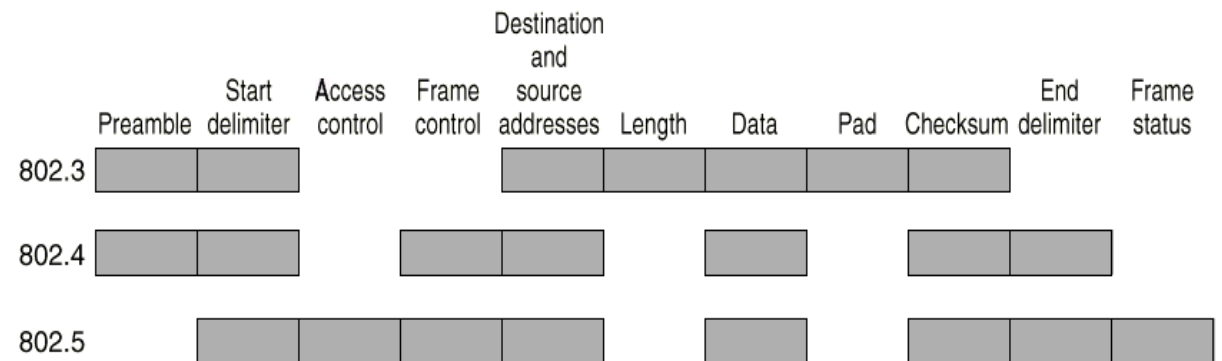 Destination
and
Start Access Frame source End Frame
Preamble delimiter control control addresses Length Data Pad Checksum delimiter status
802.3
802.4
802.5